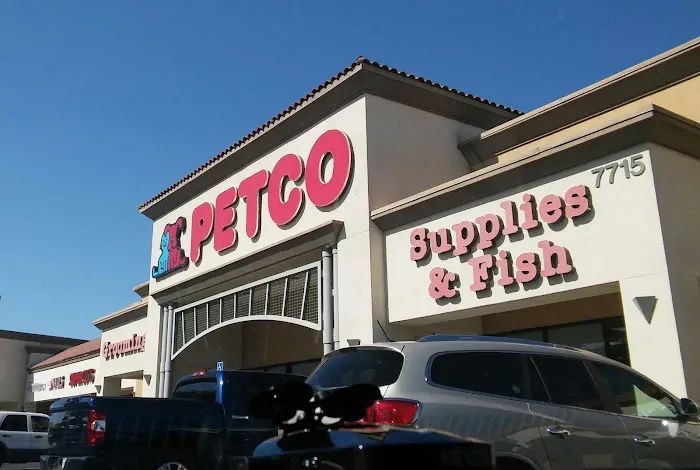 PETCO
7715
Supplies
& Fish
Grooming